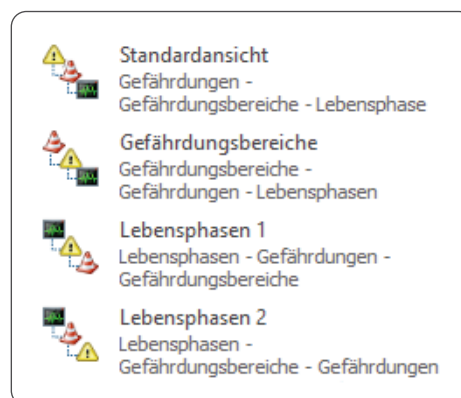 Standardansicht
Gefährdungen -
Gefährdungsbereiche - Lebensphase
Gefährdungsbereiche
Gefährdungsbereiche -
Gefährdungen - Lebensphasen
Lebensphasen 1
Lebensphasen - Gefährdungen -
Gefährdungsbereiche
Lebensphasen 2
Lebensphasen -
Gefährdungsbereiche - Gefährdungen